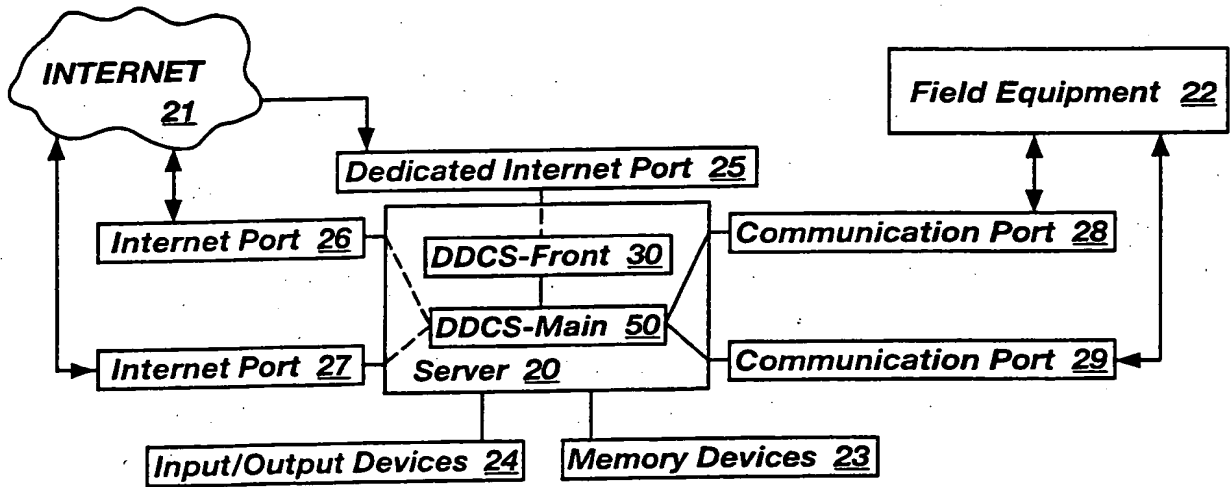 INTERNET
21
Field Equipment 22
Dedicated Internet Port 25
Internet Port 26
DDCS-Front 30
Communication Port 28
DDCS-Main 50
Internet Port 27
Server 20
Communication Port 29
Input/Output Devices 24
Memory Devices 23